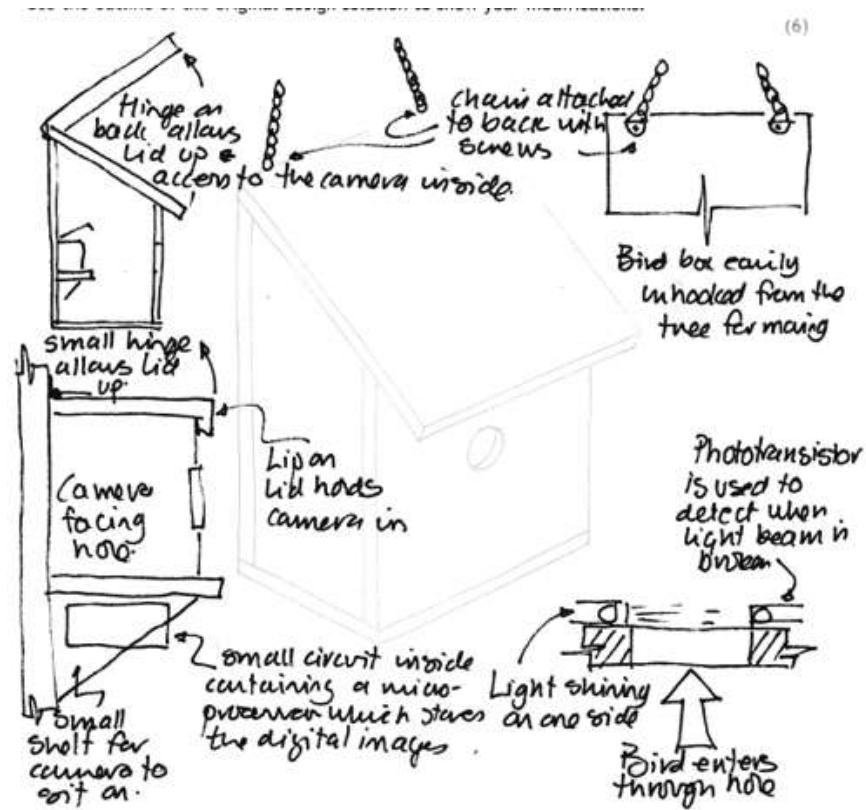 (6)
Hinge on
back allows
lid up &
access to the camera inside.
Chain attached
to back with
screws
Bird box easily
unhooked from the
tree for moving
small hinge
allows lid
up.
Lip on
lid holds
camera in
Camera
facing
hole.
Phototransistor
is used to
detect when
light beam is
broken
small circuit inside
containing a micro-
processor which stores
the digital images.
Light shining
on one side
Small
shelf for
camera to
sit on.
Bird enters
through hole